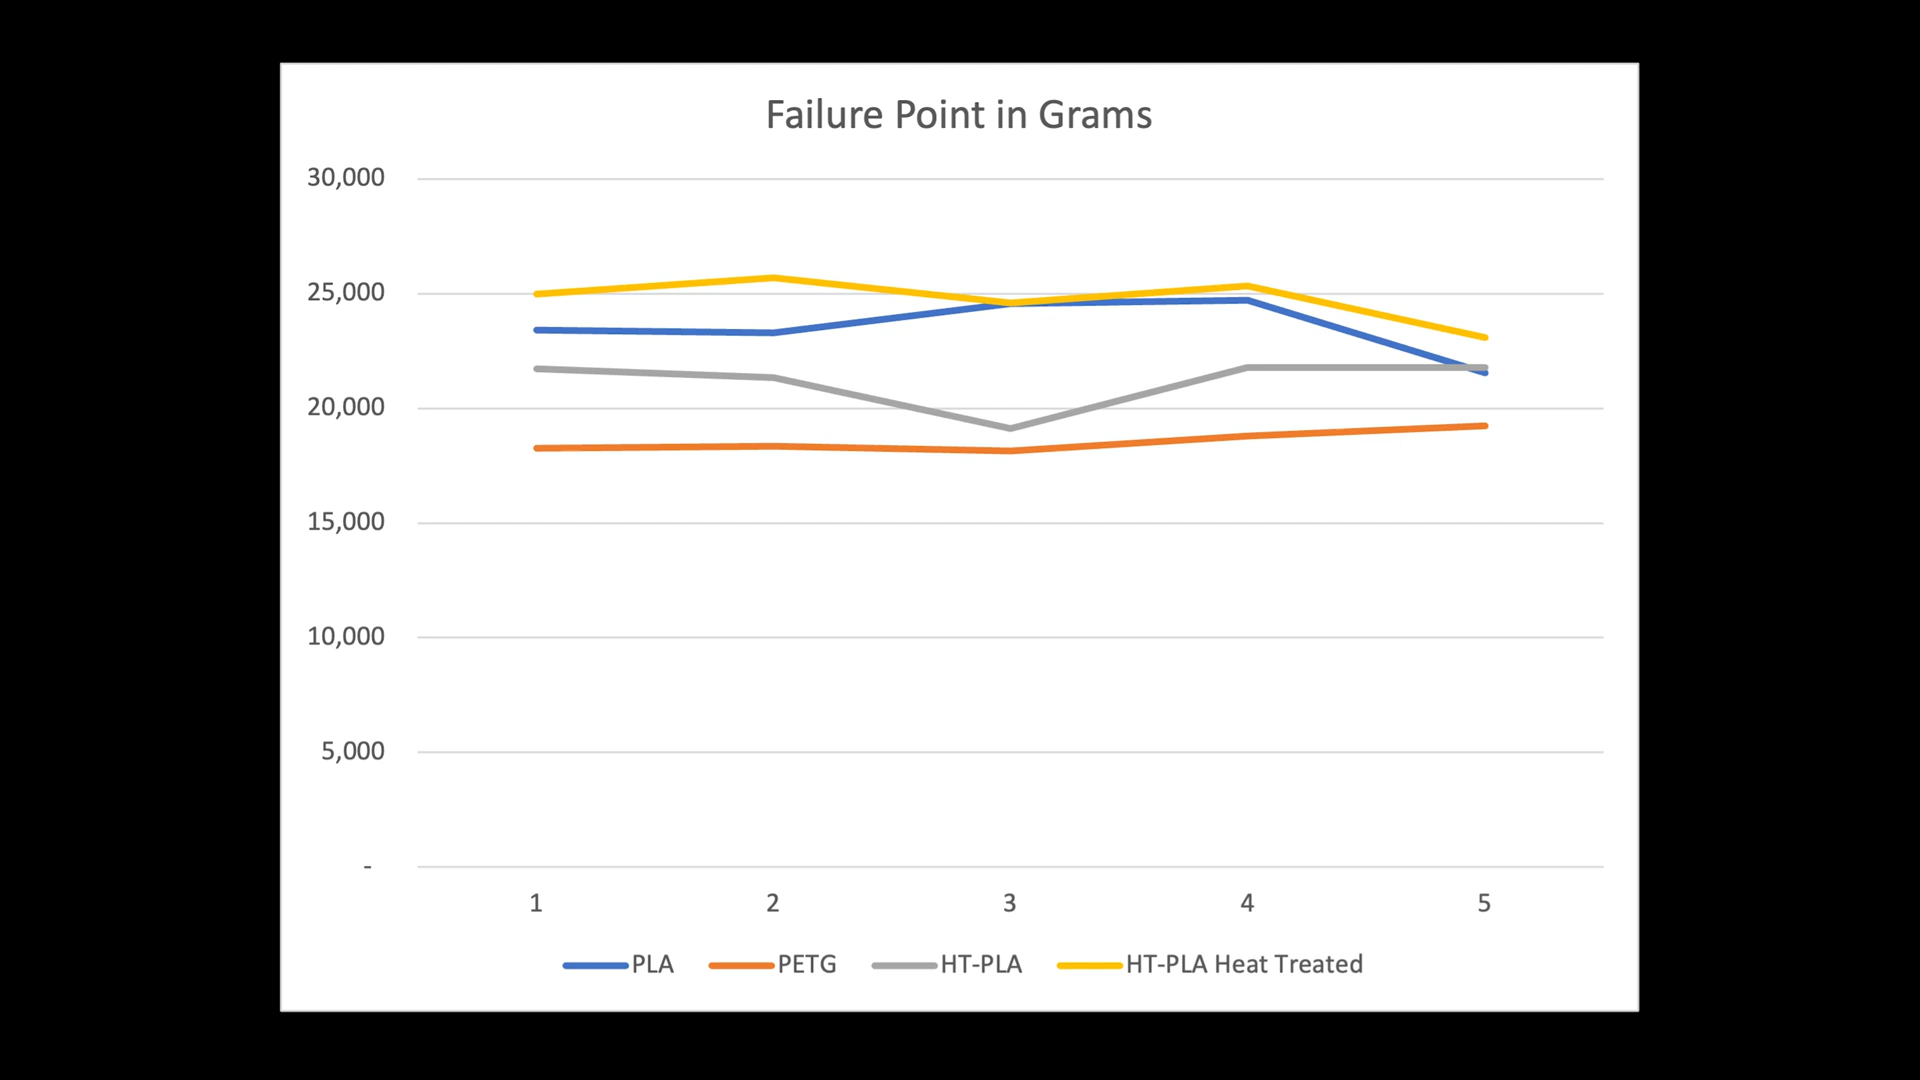 Failure Point in Grams
30,000
25,000
20,000
15,000
10,000
5,000
-
1 2 3 4 5
PLA PETG HT-PLA HT-PLA Heat Treated